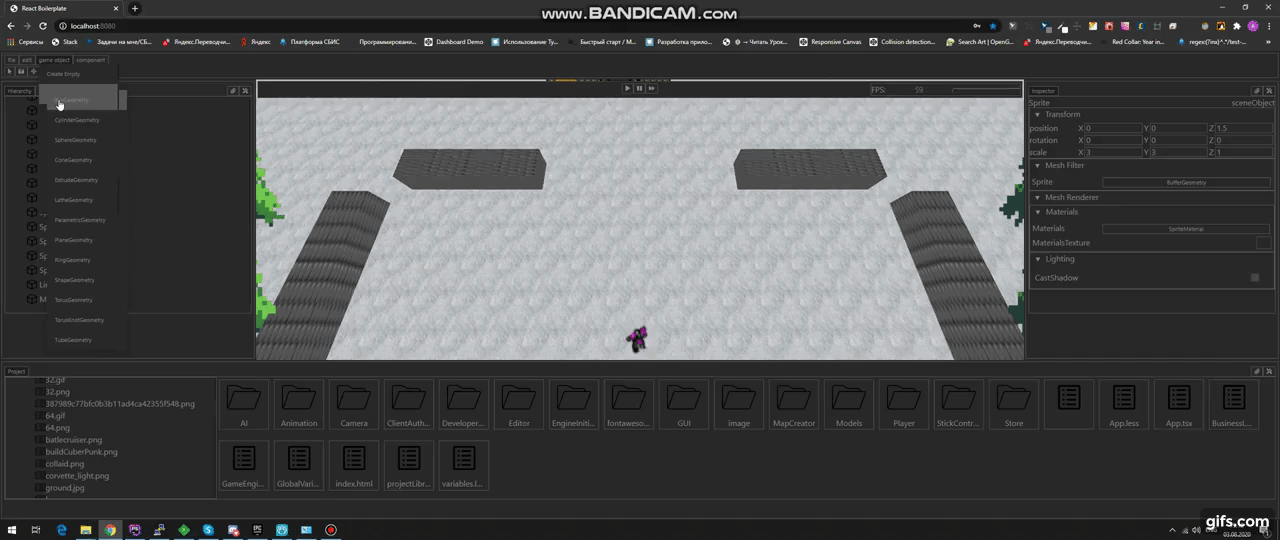 React Boilerplate
www.BANDICAM.com
localhost:8080
Сервисы Stack Задачи на мне/СБ... Яндекс.Переводчи... Яндекс Платформа СБИС Программировани... Dashboard Demo Использование Ту... Быстрый старт / M... Разработка прило... Читать Урок... Responsive Canvas Collision detection... Search Art | OpenG... Яндекс.Переводчи... Red Collar: Year in...
file edit game object component
Create Empty
Hierarchy
CylinderGeometry
SphereGeometry
ConeGeometry
ExtrudeGeometry
LatheGeometry
ParametricGeometry
PlaneGeometry
RingGeometry
ShapeGeometry
TorusGeometry
TorusKnotGeometry
TubeGeometry
FPS: 59
Inspector
Sprite sceneObject
Transform
position X 0 Y 0 Z 1.5
rotation X 0 Y 0 Z 0
scale X 3 Y 3 Z 1
Mesh Filter
Sprite: BufferGeometry
Mesh Renderer
Materials
Materials SpriteMaterial
MaterialsTexture
Lighting
CastShadow
Project
32.gif
32.png
387989c77bfc0b3b11ad4ca42355f548.png
64.gif
64.png
batlecruiser.png
buildCuberPunk.png
collaid.png
corvette_light.png
ground.jpg
AI Animation Camera ClientAuth... Developer... Editor EngineIniti... fontaweso... GUI image MapCreator Models Player StickContr... Store App.less App.tsx BusinessL...
GameEngi... GlobalVari... index.html projectLibr... variables.l...
03.08.2020
gifs.com